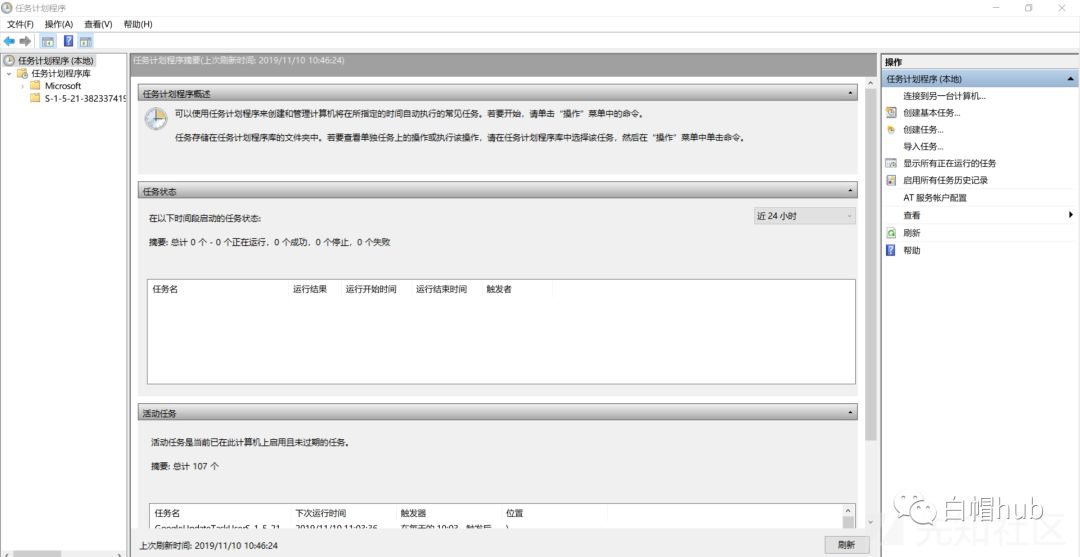 任务计划程序
文件(F) 操作(A) 查看(V) 帮助(H)
任务计划程序 (本地)
任务计划程序库
Microsoft
S-1-5-21-382337419
任务计划程序摘要(上次刷新时间: 2019/11/10 10:46:24)
任务计划程序概述
可以使用任务计划程序来创建和管理计算机将在所指定的时间自动执行的常见任务。若要开始，请单击“操作”菜单中的命令。
任务存储在任务计划程序库的文件夹中。若要查看单独任务上的操作或执行该操作，请在任务计划程序库中选择该任务，然后在“操作”菜单中单击命令。
任务状态
在以下时间段启动的任务状态:
近 24 小时
摘要: 总计 0 个 - 0 个正在运行，0 个成功，0 个停止，0 个失败
任务名 运行结果 运行开始时间 运行结束时间 触发者
活动任务
活动任务是当前已在此计算机上启用且未过期的任务。
摘要: 总计 107 个
任务名 下次运行时间 触发器 位置
GoogleUpdateTaskUserS-1-5-21 2019/11/10 11:03:36 在每天的 10:03 触发后 \
上次刷新时间: 2019/11/10 10:46:24
刷新
操作
任务计划程序 (本地)
连接到另一台计算机...
创建基本任务...
创建任务...
导入任务...
显示所有正在运行的任务
启用所有任务历史记录
AT 服务帐户配置
查看
刷新
帮助
白帽hub
先知社区